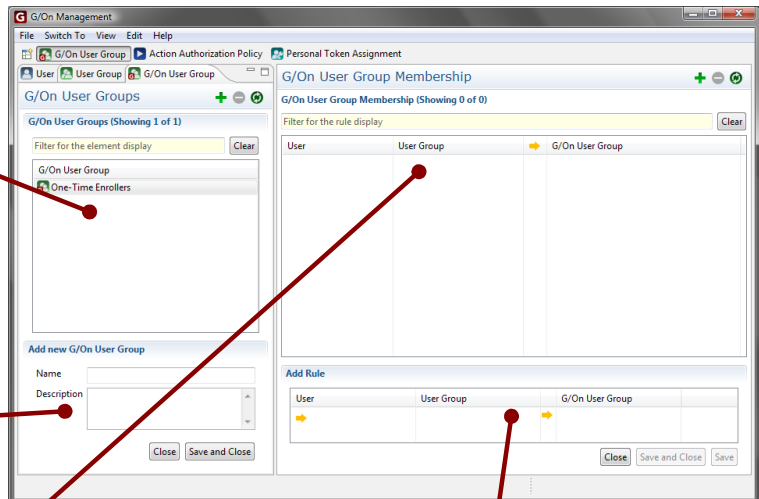 G/On Management
File Switch To View Edit Help
G/On User Group Action Authorization Policy Personal Token Assignment
User User Group G/On User Group
G/On User Groups
G/On User Groups (Showing 1 of 1)
Filter for the element display Clear
G/On User Group
One-Time Enrollers
Add new G/On User Group
Name
Description
Close Save and Close
G/On User Group Membership
G/On User Group Membership (Showing 0 of 0)
Filter for the rule display Clear
User User Group G/On User Group
Add Rule
User User Group G/On User Group
Close Save and Close Save